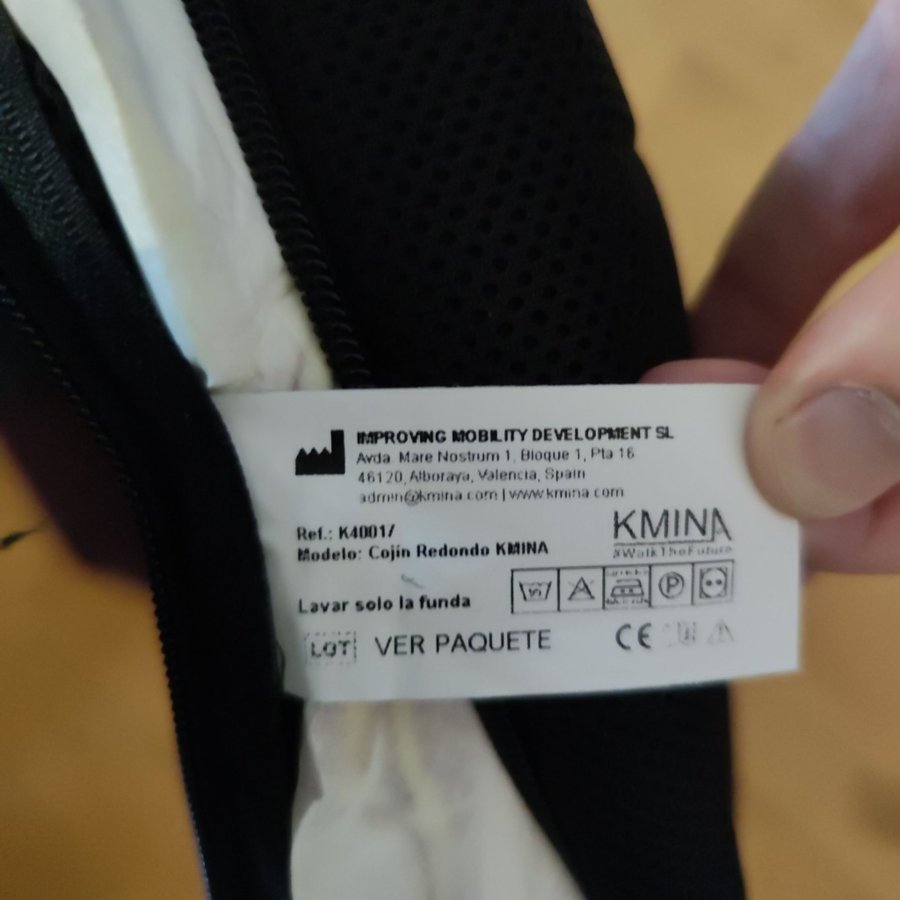 IMPROVING MOBILITY DEVELOPMENT SL
Avda. Mare Nostrum 1, Bloque 1, Pta 16
46120, Alboraya, Valencia, Spain
admin@kmina.com | www.kmina.com
Ref.: K4001/
Modelo: Cojín Redondo KMINA
KMINA
#WalkTheFuture
Lavar solo la funda
P
LOT VER PAQUETE
CE